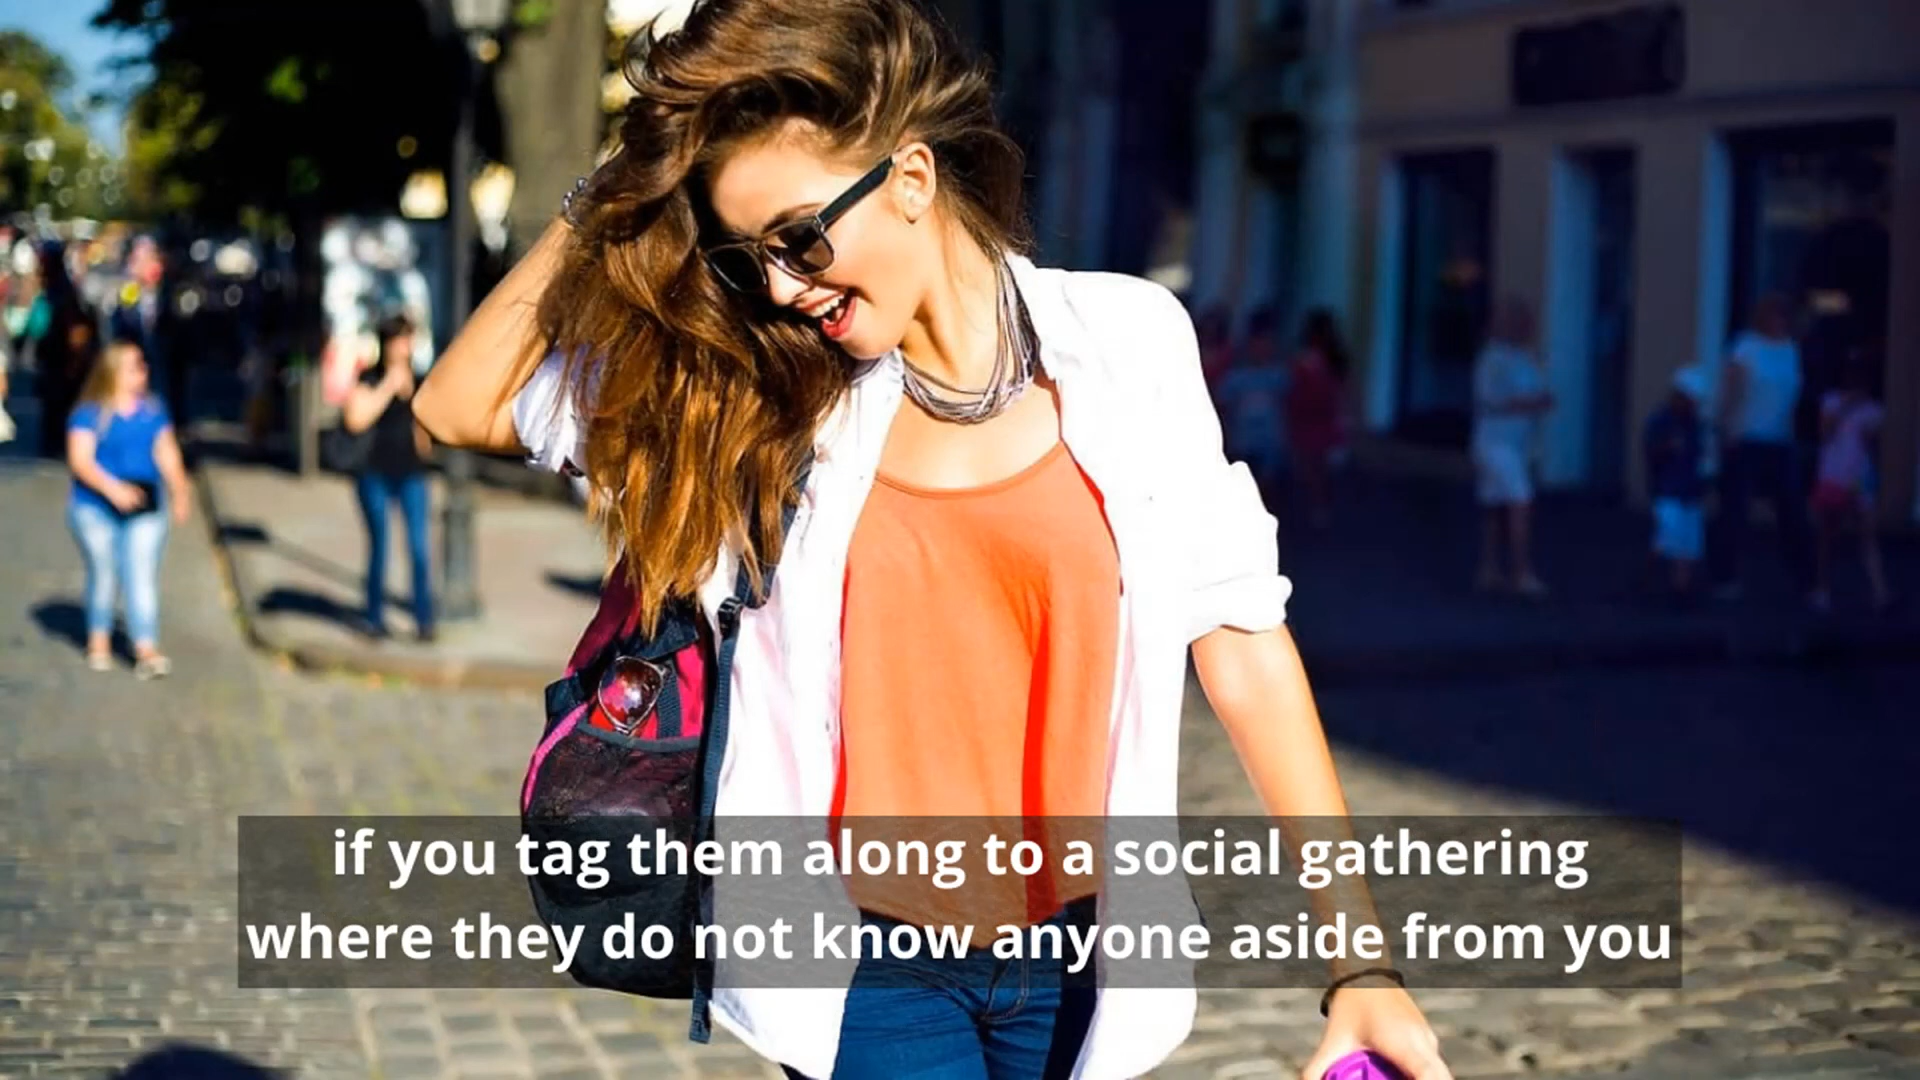 if you tag them along to a social gathering
where they do not know anyone aside from you